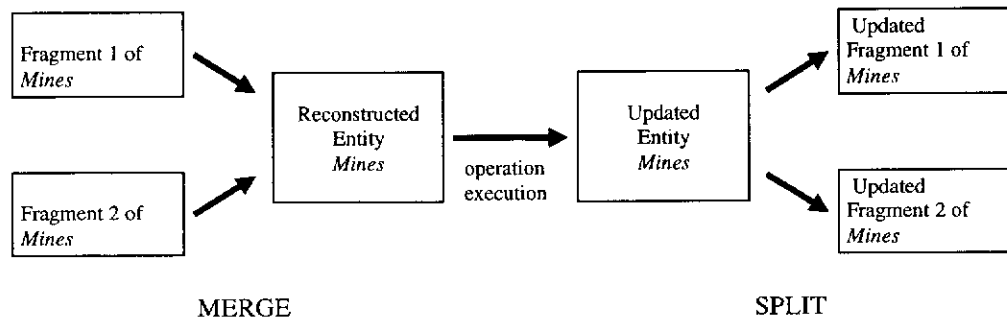 Fragment 1 of
Mines
Fragment 2 of
Mines
Reconstructed
Entity
Mines
operation
execution
Updated
Entity
Mines
Updated
Fragment 1 of
Mines
Updated
Fragment 2 of
Mines
MERGE
SPLIT